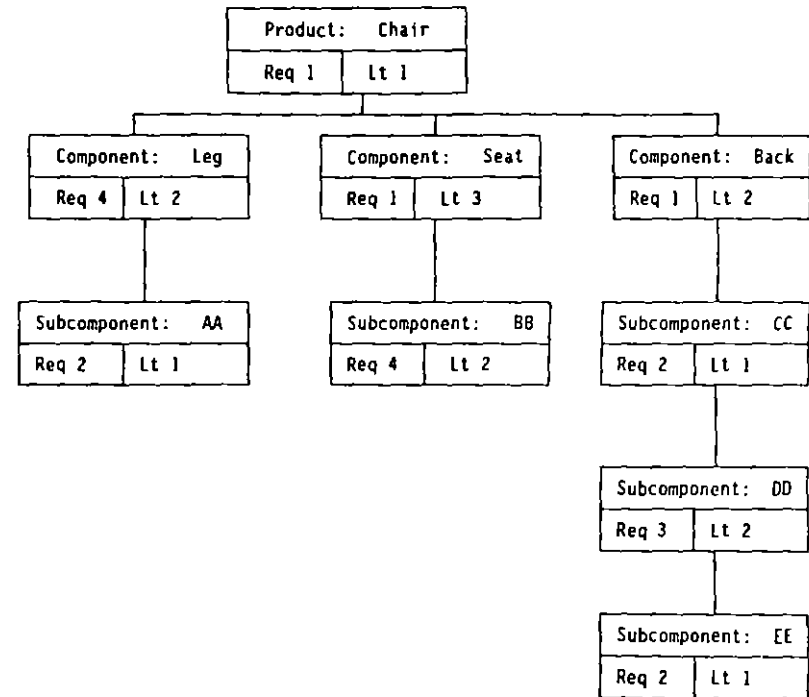 Product: Chair
Req 1 Lt 1
Component: Leg
Req 4 Lt 2
Component: Seat
Req 1 Lt 3
Component: Back
Req 1 Lt 2
Subcomponent: AA
Req 2 Lt 1
Subcomponent: BB
Req 4 Lt 2
Subcomponent: CC
Req 2 Lt 1
Subcomponent: DD
Req 3 Lt 2
Subcomponent: EE
Req 2 Lt 1